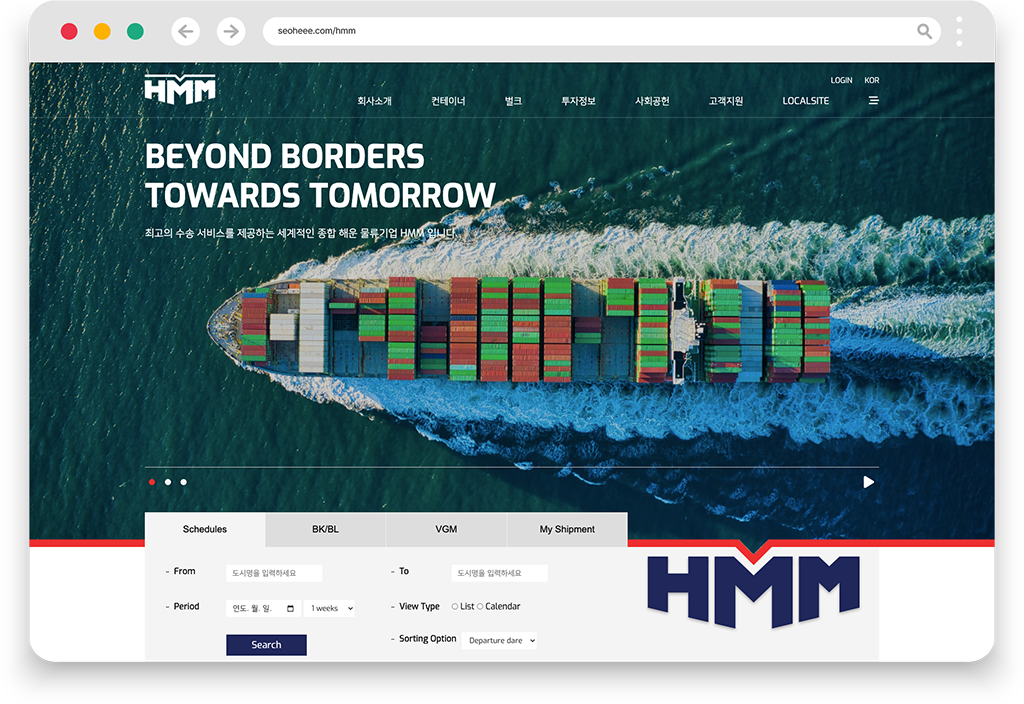 seoheee.com/hmm
LOGIN KOR
HMM
회사소개 컨테이너 벌크 투자정보 사회공헌 고객지원 LOCALSITE
BEYOND BORDERS
TOWARDS TOMORROW
최고의 수송 서비스를 제공하는 세계적인 종합 해운 물류기업 HMM 입니다.
Schedules BK/BL VGM My Shipment
- From 도시명을 입력하세요 - To 도시명을 입력하세요
HMM
- Period 연도. 월. 일. 1 weeks - View Type List Calendar
- Sorting Option Departure dare
Search